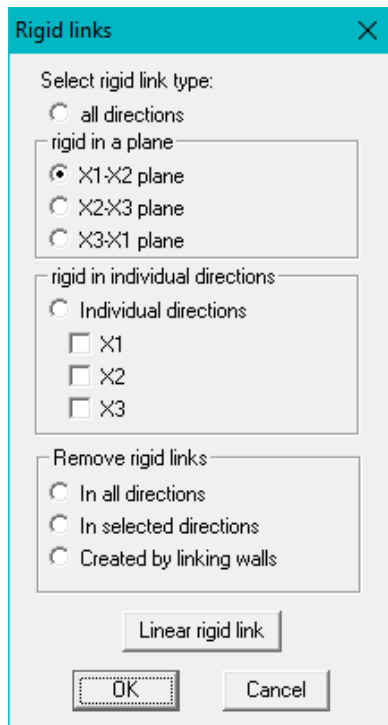 Rigid links
Select rigid link type:
all directions
rigid in a plane
X1-X2 plane
X2-X3 plane
X3-X1 plane
rigid in individual directions
Individual directions
X1
X2
X3
Remove rigid links
In all directions
In selected directions
Created by linking walls
Linear rigid link
OK Cancel